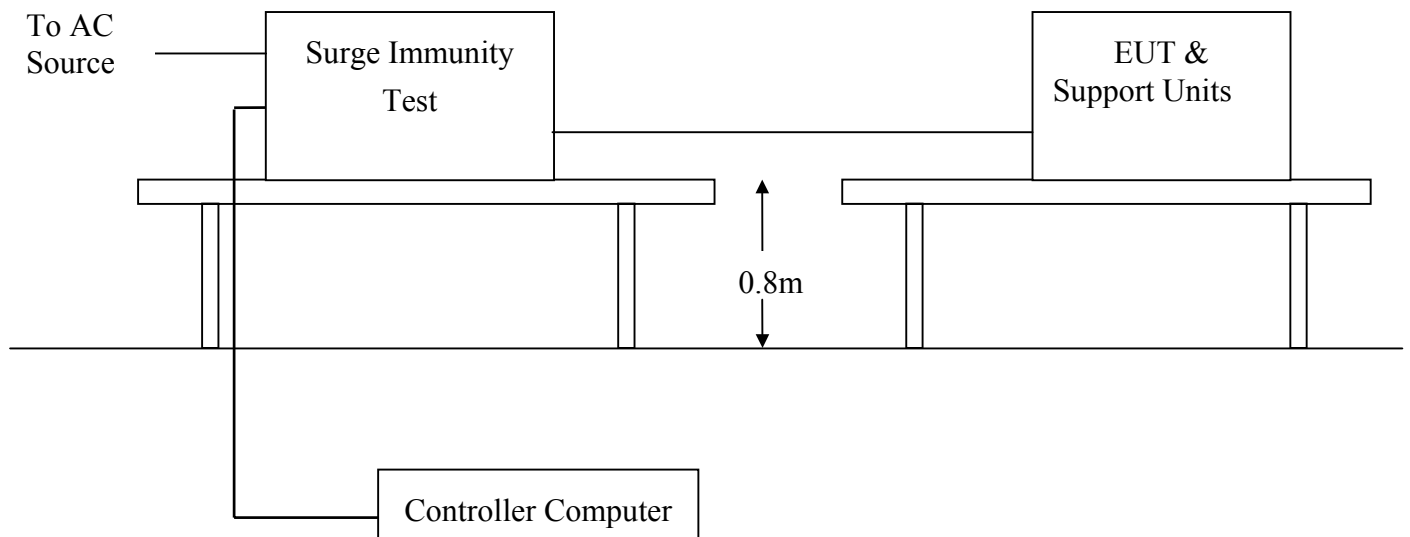 To AC
Source
Surge Immunity
Test
EUT &
Support Units
0.8m
Controller Computer